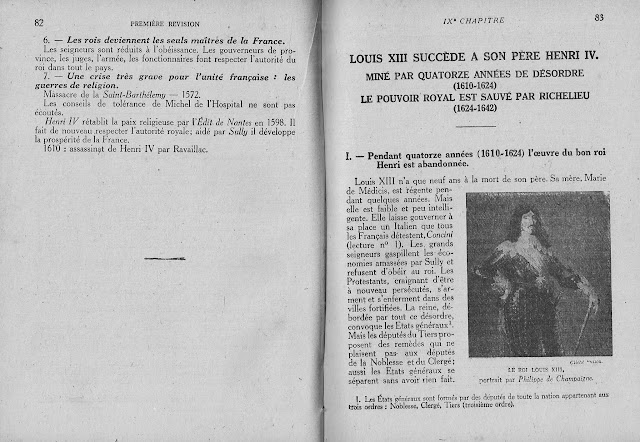 82
PREMIÈRE REVISION
6. — Les rois deviennent les seuls maîtres de la France.
Les seigneurs sont réduits à l'obéissance. Les gouverneurs de pro-
vince, les juges, l'armée, les fonctionnaires font respecter l'autorité du
roi dans tout le pays.
7. — Une crise très grave pour l'unité française : les
guerres de religion.
Massacre de la Saint-Barthélemy — 1572.
Les conseils de tolérance de Michel de l'Hospital ne sont pas
écoutés.
Henri IV rétablit la paix religieuse par l'Édit de Nantes en 1598. Il
fait de nouveau respecter l'autorité royale; aidé par Sully il développe
la prospérité de la France.
1610 : assassinat de Henri IV par Ravaillac.
IXe CHAPITRE
83
LOUIS XIII SUCCÈDE A SON PÈRE HENRI IV.
MINÉ PAR QUATORZE ANNÉES DE DÉSORDRE
(1610-1624)
LE POUVOIR ROYAL EST SAUVÉ PAR RICHELIEU
(1624-1642)
I. — Pendant quatorze années (1610-1624) l'œuvre du bon roi
Henri est abandonnée.
Louis XIII n'a que neuf ans à la mort de son père. Sa mère, Marie
de Médicis, est régente pen-
dant quelques années. Mais
elle est faible et peu intelli-
gente. Elle laisse gouverner à
sa place un Italien que tous
les Français détestent, Concini
(lecture n° 1). Les grands
seigneurs gaspillent les éco-
nomies amassées par Sully et
refusent d'obéir au roi. Les
Protestants, craignant d'être
à nouveau persécutés, s'ar-
ment et s'enferment dans des
villes fortifiées. La reine, dé-
bordée par tout ce désordre,
convoque les Etats généraux¹.
Mais les députés du Tiers pro-
posent des remèdes qui ne
plaisent pas aux députés
de la Noblesse et du Clergé;
aussi les Etats généraux se
séparent sans avoir rien fait.
LE ROI LOUIS XIII,
portrait par Philippe de Champaigne.
1. Les États généraux sont formés par des députés de toute la nation appartenant aux
trois ordres : Noblesse, Clergé, Tiers (troisième ordre).